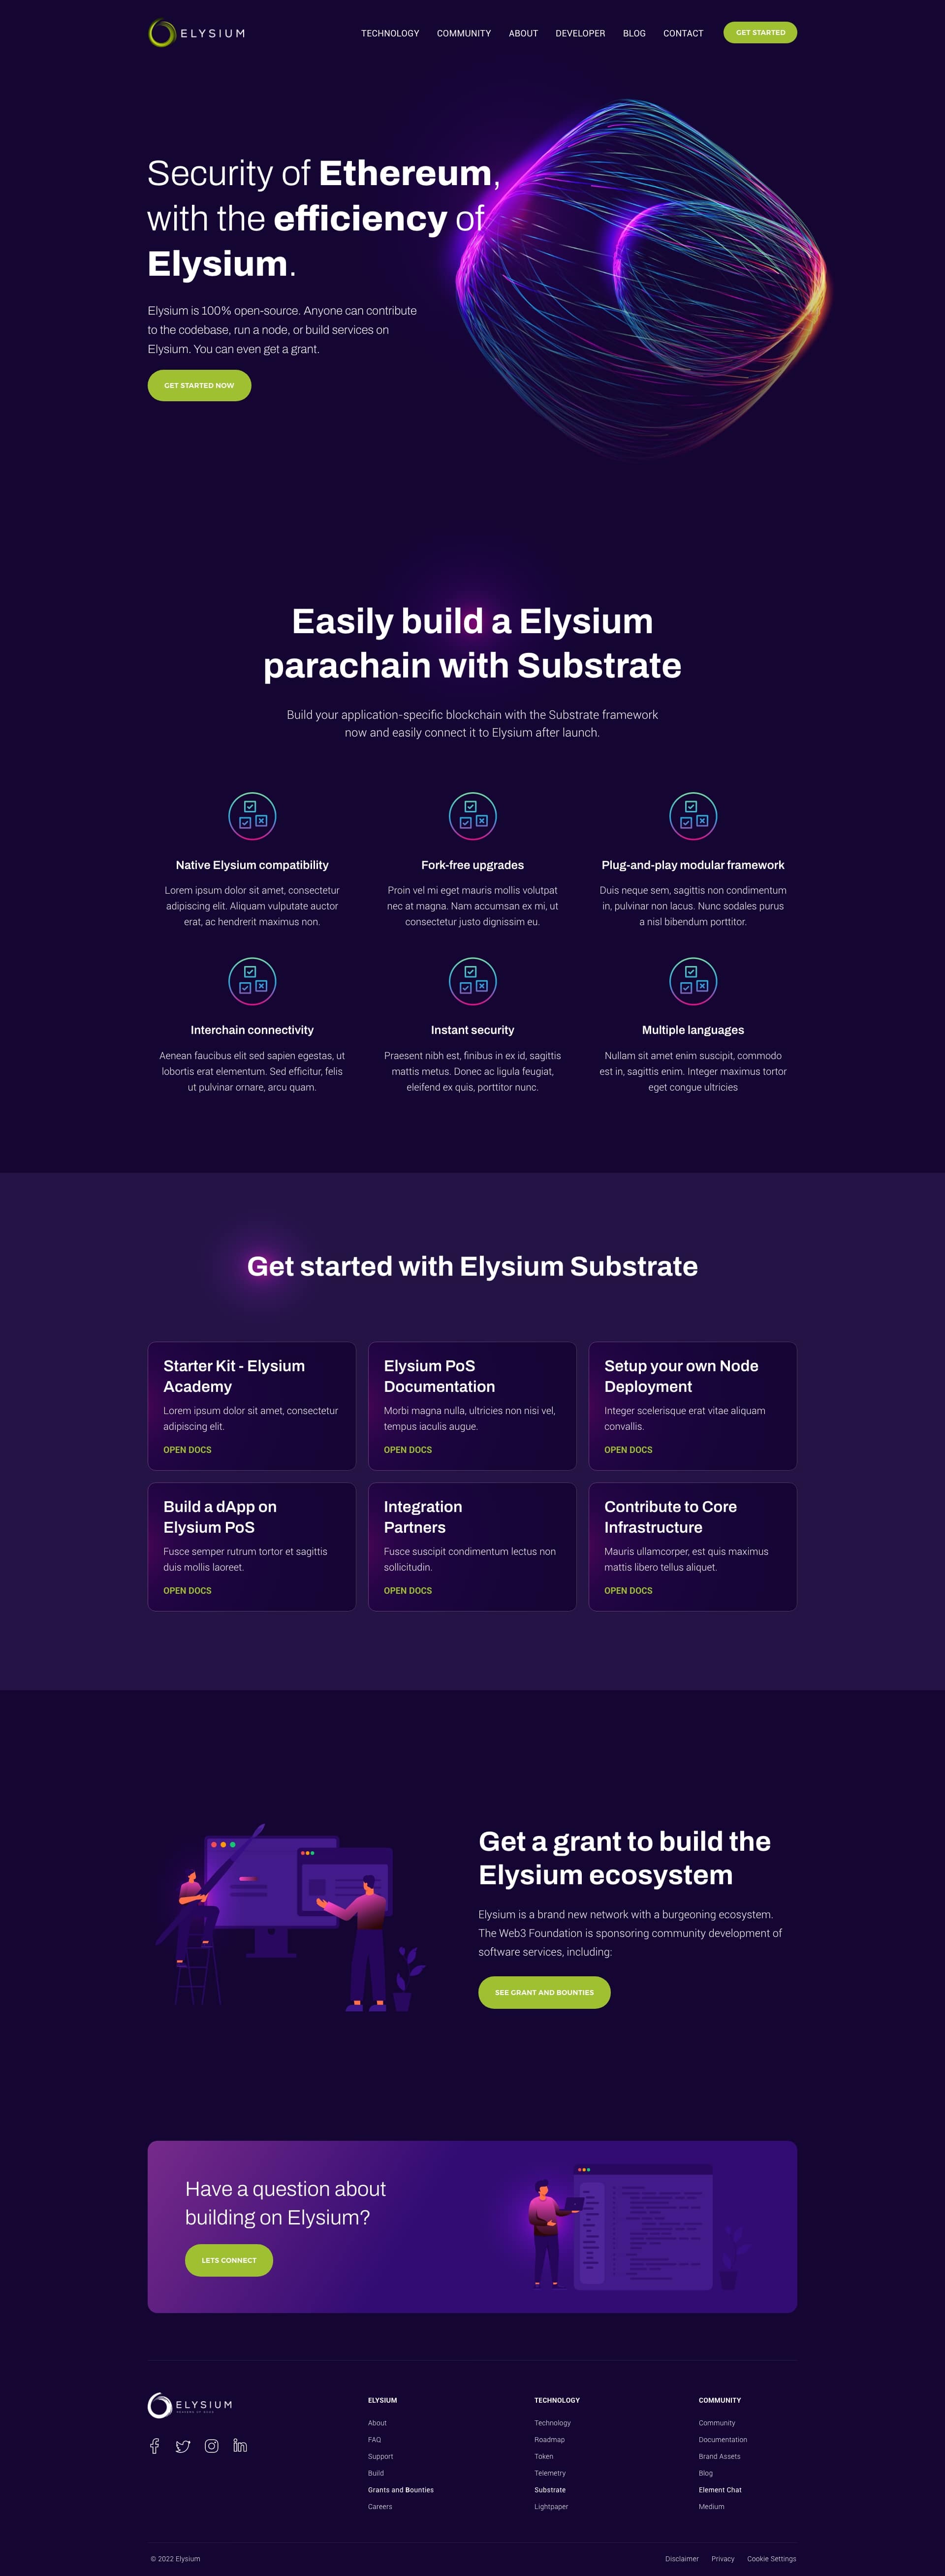 ELYSIUM
TECHNOLOGY COMMUNITY ABOUT DEVELOPER BLOG CONTACT GET STARTED
Security of Ethereum,
with the efficiency of
Elysium.
Elysium is 100% open-source. Anyone can contribute
to the codebase, run a node, or build services on
Elysium. You can even get a grant.
GET STARTED NOW
Easily build a Elysium
parachain with Substrate
Build your application-specific blockchain with the Substrate framework
now and easily connect it to Elysium after launch.
Native Elysium compatibility
Lorem ipsum dolor sit amet, consectetur
adipiscing elit. Aliquam vulputate auctor
erat, ac hendrerit maximus non.
Fork-free upgrades
Proin vel mi eget mauris mollis volutpat
nec at magna. Nam accumsan ex mi, ut
consectetur justo dignissim eu.
Plug-and-play modular framework
Duis neque sem, sagittis non condimentum
in, pulvinar non lacus. Nunc sodales purus
a nisl bibendum porttitor.
Interchain connectivity
Aenean faucibus elit sed sapien egestas, ut
lobortis erat elementum. Sed efficitur, felis
ut pulvinar ornare, arcu quam.
Instant security
Praesent nibh est, finibus in ex id, sagittis
mattis metus. Donec ac ligula feugiat,
eleifend ex quis, porttitor nunc.
Multiple languages
Nullam sit amet enim suscipit, commodo
est in, sagittis enim. Integer maximus tortor
eget congue ultricies
Get started with Elysium Substrate
Starter Kit - Elysium
Academy
Lorem ipsum dolor sit amet, consectetur
adipiscing elit.
OPEN DOCS
Elysium PoS
Documentation
Morbi magna nulla, ultricies non nisi vel,
tempus iaculis augue.
OPEN DOCS
Setup your own Node
Deployment
Integer scelerisque erat vitae aliquam
convallis.
OPEN DOCS
Build a dApp on
Elysium PoS
Fusce semper rutrum tortor et sagittis
duis mollis laoreet.
OPEN DOCS
Integration
Partners
Fusce suscipit condimentum lectus non
sollicitudin.
OPEN DOCS
Contribute to Core
Infrastructure
Mauris ullamcorper, est quis maximus
mattis libero tellus aliquet.
OPEN DOCS
Get a grant to build the
Elysium ecosystem
Elysium is a brand new network with a burgeoning ecosystem.
The Web3 Foundation is sponsoring community development of
software services, including:
SEE GRANT AND BOUNTIES
Have a question about
building on Elysium?
LETS CONNECT
ELYSIUM
ELYSIUM
About
FAQ
Support
Build
Grants and Bounties
Careers
TECHNOLOGY
Technology
Roadmap
Token
Telemetry
Substrate
Lightpaper
COMMUNITY
Community
Documentation
Brand Assets
Blog
Element Chat
Medium
© 2022 Elysium
Disclaimer Privacy Cookie Settings